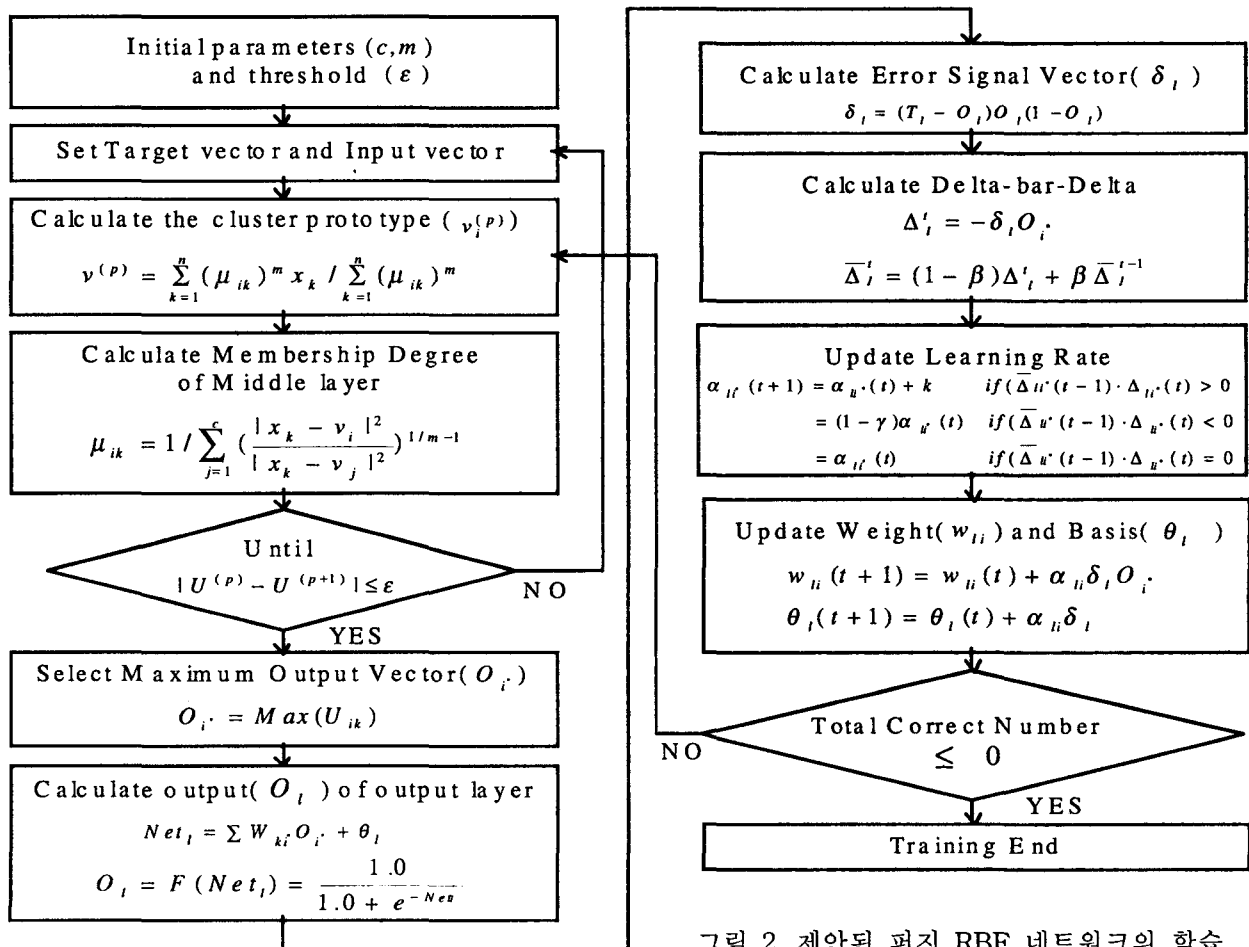 Initial parameters (c,m)
and threshold (ε)
Set Target vector and Input vector
Calculate the cluster prototype ( v_i^(p))
v^(p) = Σ_{k=1}^{n} (μ_ik)^m x_k / Σ_{k=1}^{n} (μ_ik)^m
Calculate Membership Degree
of Middle layer
μ_ik = 1 / Σ_{j=1}^{c} ( | x_k − v_i |^2 / | x_k − v_j |^2 )^{1/m−1}
Until
| U^(p) − U^(p+1) | ≤ ε
NO
YES
Select Maximum Output Vector( O_i* )
O_i* = Max(U_ik)
Calculate output( O_l ) of output layer
Net_l = Σ W_ki* O_i* + θ_l
O_l = F (Net_l) = 1.0 / (1.0 + e^{−Net_l})
Calculate Error Signal Vector( δ_l )
δ_l = (T_l − O_l)O_l(1 − O_l)
Calculate Delta-bar-Delta
Δ^t_l = −δ_l O_i*
Δ̄_l^t = (1 − β)Δ^t_l + β Δ̄_l^{t−1}
Update Learning Rate
α_li* (t+1) = α_li*(t) + k if(Δ̄_li*(t−1)·Δ_li*(t) > 0
= (1 − γ)α_li* (t) if(Δ̄_li*(t−1)·Δ_li*(t) < 0
= α_li* (t) if(Δ̄_li*(t−1)·Δ_li*(t) = 0
Update Weight( w_li ) and Basis( θ_l )
w_li (t + 1) = w_li (t) + α_li δ_l O_i*
θ_l (t + 1) = θ_l (t) + α_li δ_l
Total Correct Number
≤ 0
NO
YES
Training End
그림 2. 제안된 퍼지 RBF 네트워크의 학습